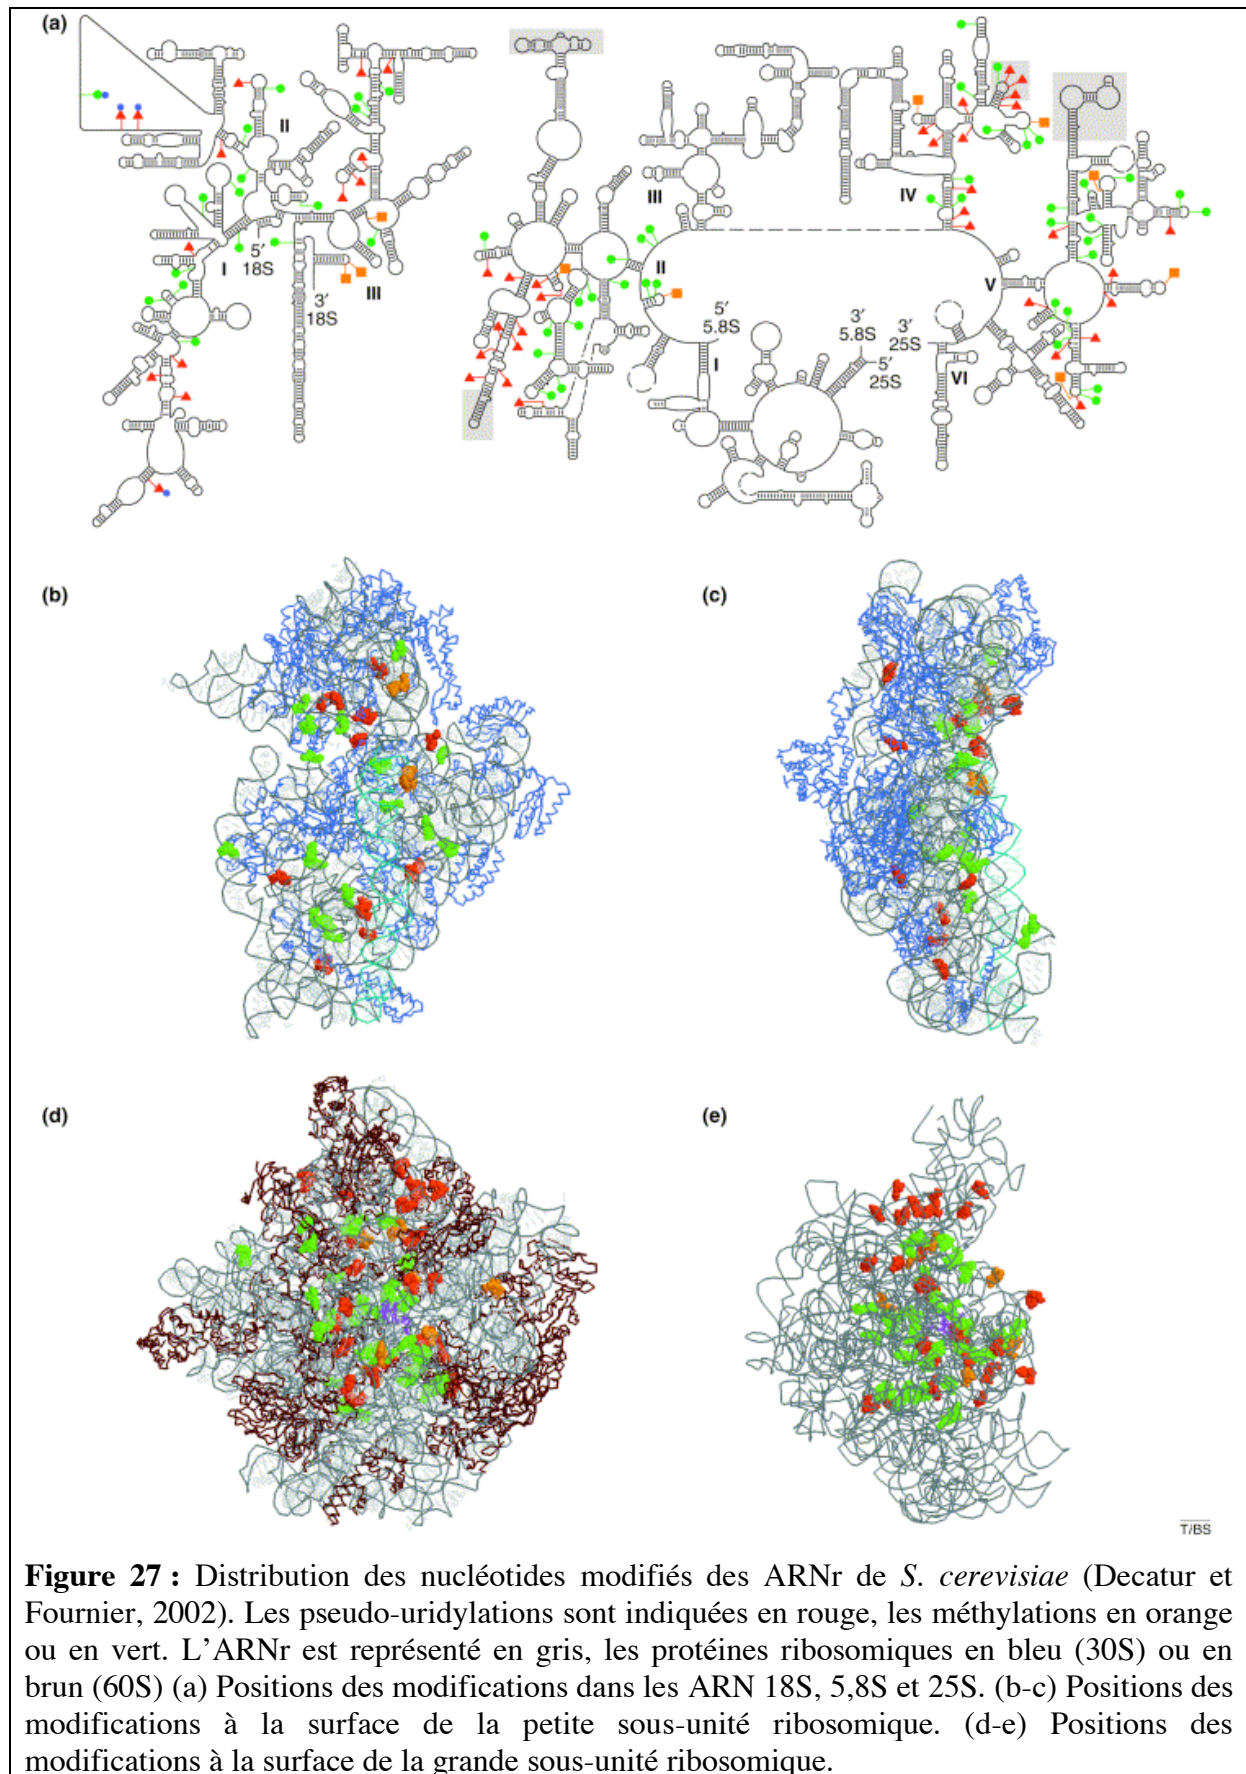 (a)
II
I
5′
18S
3′
18S
III
III
II
IV
V
5′
5.8S
I
3′
5.8S
3′
25S
5′
25S
VI
(b)
(c)
(d)
(e)
T/BS
Figure 27 : Distribution des nucléotides modifiés des ARNr de S. cerevisiae (Decatur et
Fournier, 2002). Les pseudo-uridylations sont indiquées en rouge, les méthylations en orange
ou en vert. L’ARNr est représenté en gris, les protéines ribosomiques en bleu (30S) ou en
brun (60S) (a) Positions des modifications dans les ARN 18S, 5,8S et 25S. (b-c) Positions des
modifications à la surface de la petite sous-unité ribosomique. (d-e) Positions des
modifications à la surface de la grande sous-unité ribosomique.